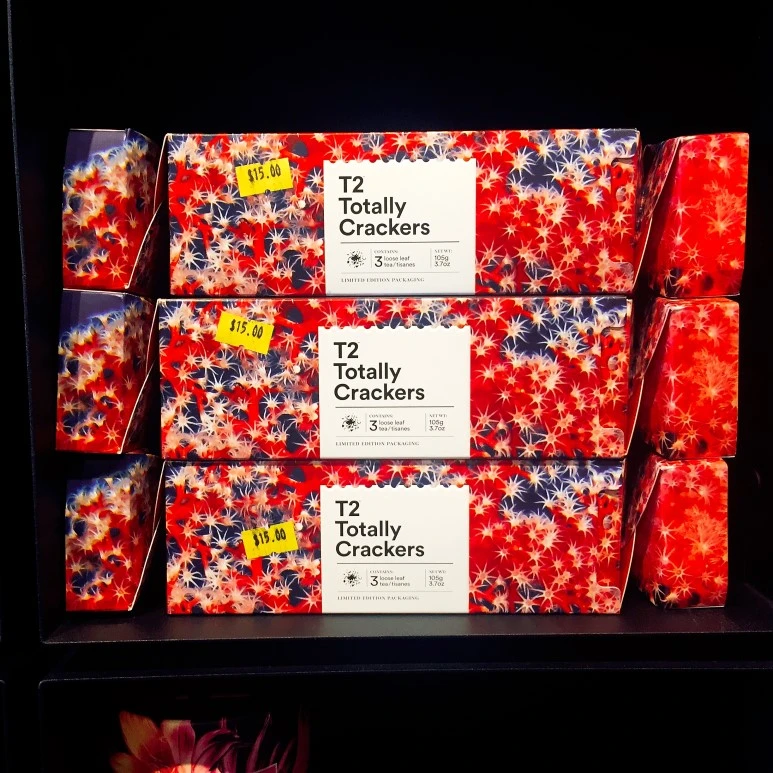 $15.00
T2
Totally
Crackers
CONTAINS:
3 loose leaf
tea/tisanes
NET WT:
105g
3.7oz
LIMITED EDITION PACKAGING
$15.00
T2
Totally
Crackers
CONTAINS:
3 loose leaf
tea/tisanes
NET WT:
105g
3.7oz
LIMITED EDITION PACKAGING
$15.00
T2
Totally
Crackers
CONTAINS:
3 loose leaf
tea/tisanes
NET WT:
105g
3.7oz
LIMITED EDITION PACKAGING